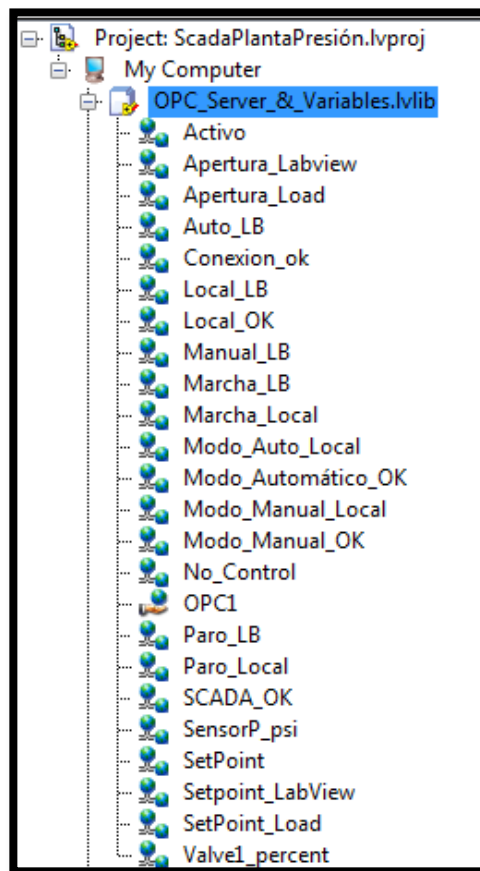 Project: ScadaPlantaPresión.lvproj
My Computer
OPC_Server_&_Variables.lvlib
Activo
Apertura_Labview
Apertura_Load
Auto_LB
Conexion_ok
Local_LB
Local_OK
Manual_LB
Marcha_LB
Marcha_Local
Modo_Auto_Local
Modo_Automático_OK
Modo_Manual_Local
Modo_Manual_OK
No_Control
OPC1
Paro_LB
Paro_Local
SCADA_OK
SensorP_psi
SetPoint
Setpoint_LabView
SetPoint_Load
Valve1_percent